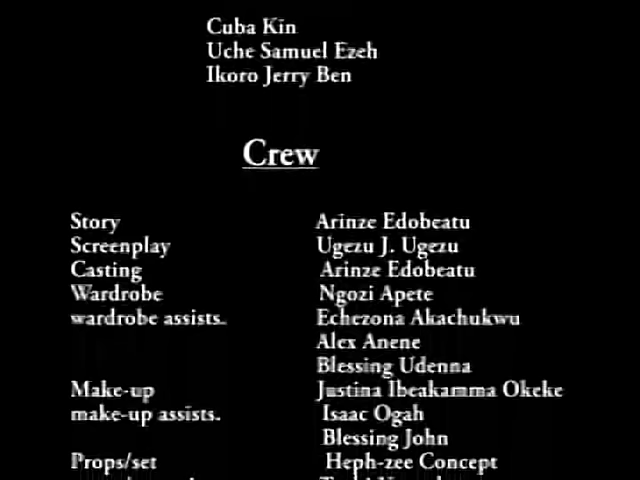 Cuba Kin
Uche Samuel Ezeh
Ikoro Jerry Ben
Crew
Story Arinze Edobeatu
Screenplay Ugezu J. Ugezu
Casting Arinze Edobeatu
Wardrobe Ngozi Apete
wardrobe assists. Echezona Akachukwu
Alex Anene
Blessing Udenna
Make-up Justina Ibeakamma Okeke
make-up assists. Isaac Ogah
Blessing John
Props/set Heph-zee Concept